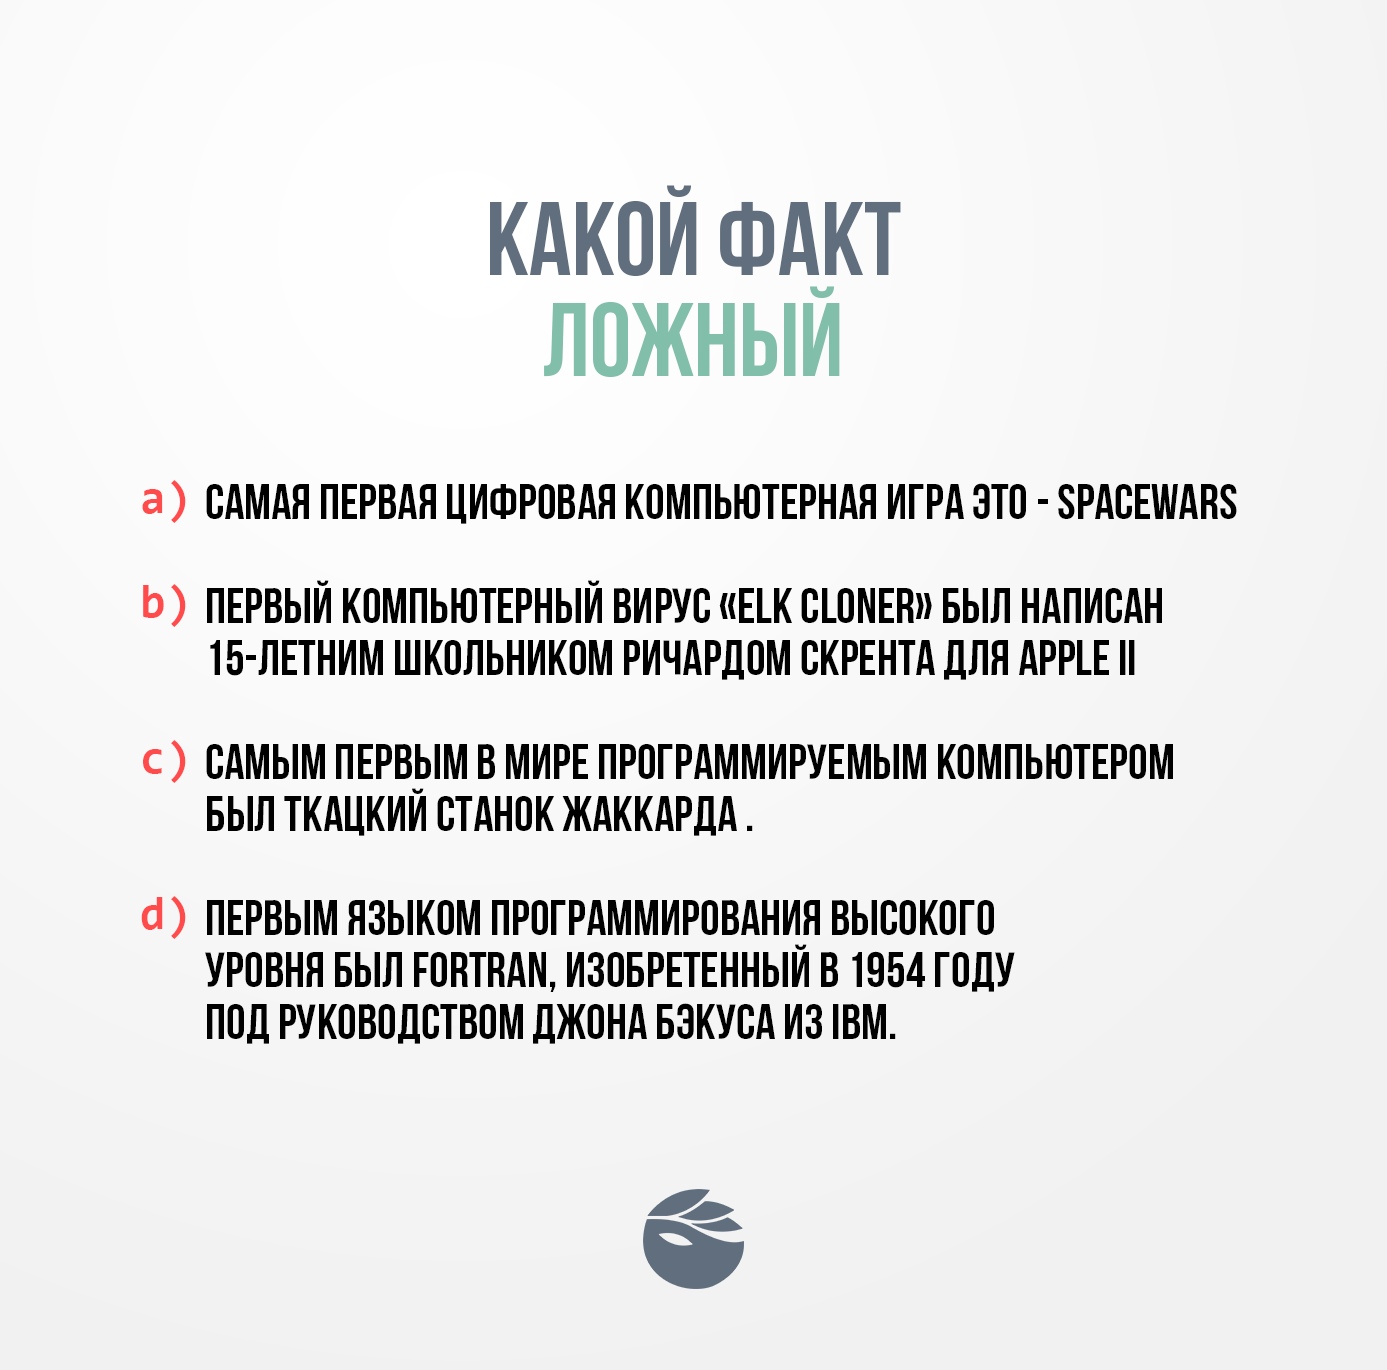 КАКОЙ ФАКТ
ЛОЖНЫЙ
a) САМАЯ ПЕРВАЯ ЦИФРОВАЯ КОМПЬЮТЕРНАЯ ИГРА ЭТО - SPACEWARS
b) ПЕРВЫЙ КОМПЬЮТЕРНЫЙ ВИРУС «ELK CLONER» БЫЛ НАПИСАН
15-ЛЕТНИМ ШКОЛЬНИКОМ РИЧАРДОМ СКРЕНТА ДЛЯ APPLE II
c) САМЫМ ПЕРВЫМ В МИРЕ ПРОГРАММИРУЕМЫМ КОМПЬЮТЕРОМ
БЫЛ ТКАЦКИЙ СТАНОК ЖАККАРДА .
d) ПЕРВЫМ ЯЗЫКОМ ПРОГРАММИРОВАНИЯ ВЫСОКОГО
УРОВНЯ БЫЛ FORTRAN, ИЗОБРЕТЕННЫЙ В 1954 ГОДУ
ПОД РУКОВОДСТВОМ ДЖОНА БЭКУСА ИЗ IBM.